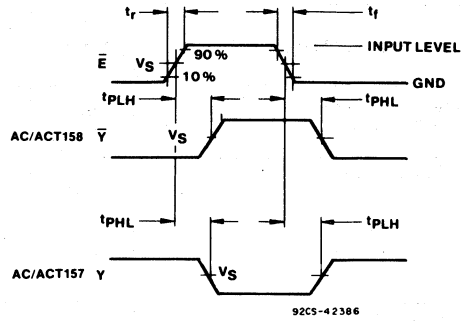 tr
tf
INPUT LEVEL
E̅
VS
90%
10%
GND
tPLH
tPHL
AC/ACT158 Y̅
VS
tPHL
tPLH
AC/ACT157 Y
VS
92CS-42386